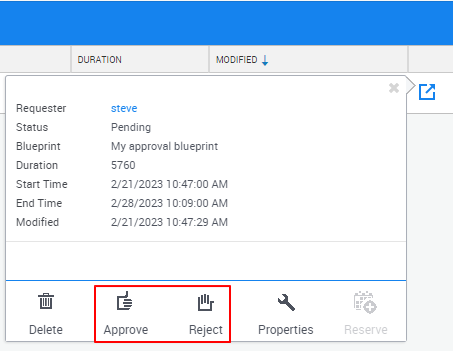 DURATION MODIFIED
Requester steve
Status Pending
Blueprint My approval blueprint
Duration 5760
Start Time 2/21/2023 10:47:00 AM
End Time 2/28/2023 10:09:00 AM
Modified 2/21/2023 10:47:29 AM
Delete Approve Reject Properties Reserve